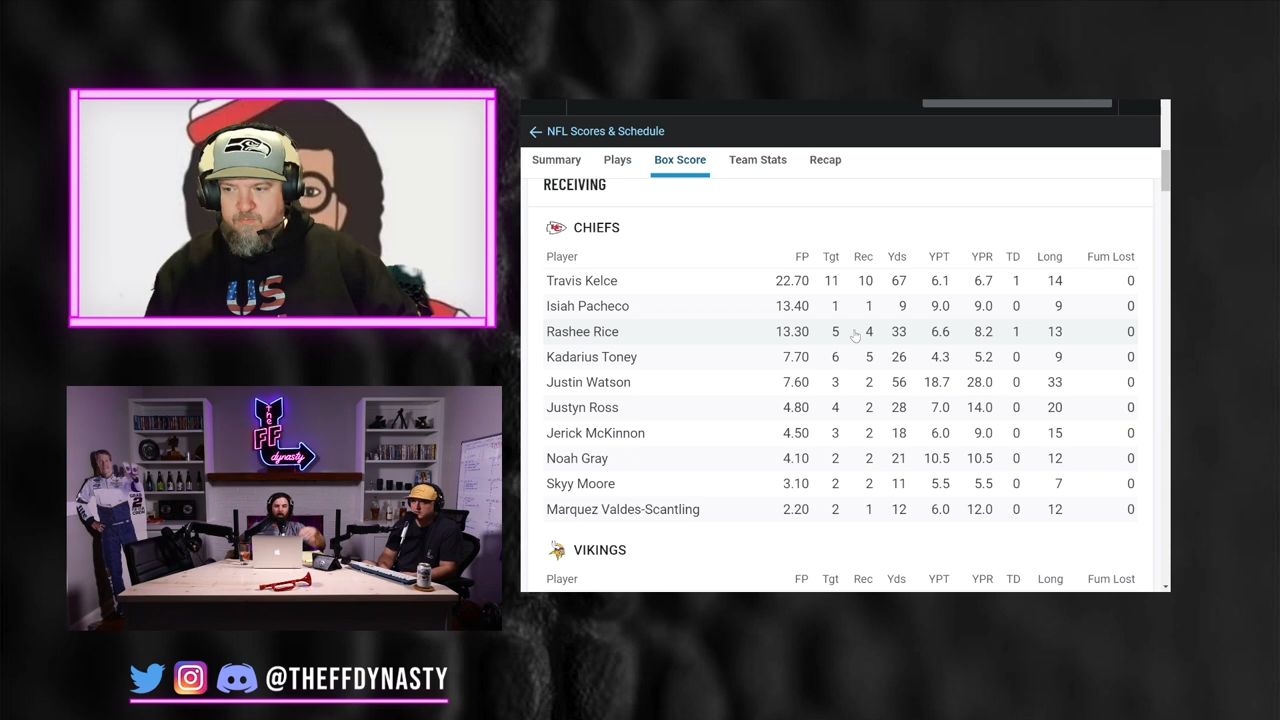 US
The
FF
dynasty
@THEFFDYNASTY
NFL Scores & Schedule
Summary Plays Box Score Team Stats Recap
RECEIVING
CHIEFS
Player FP Tgt Rec Yds YPT YPR TD Long Fum Lost
Travis Kelce 22.70 11 10 67 6.1 6.7 1 14 0
Isiah Pacheco 13.40 1 1 9 9.0 9.0 0 9 0
Rashee Rice 13.30 5 4 33 6.6 8.2 1 13 0
Kadarius Toney 7.70 6 5 26 4.3 5.2 0 9 0
Justin Watson 7.60 3 2 56 18.7 28.0 0 33 0
Justyn Ross 4.80 4 2 28 7.0 14.0 0 20 0
Jerick McKinnon 4.50 3 2 18 6.0 9.0 0 15 0
Noah Gray 4.10 2 2 21 10.5 10.5 0 12 0
Skyy Moore 3.10 2 2 11 5.5 5.5 0 7 0
Marquez Valdes-Scantling 2.20 2 1 12 6.0 12.0 0 12 0
VIKINGS
Player FP Tgt Rec Yds YPT YPR TD Long Fum Lost